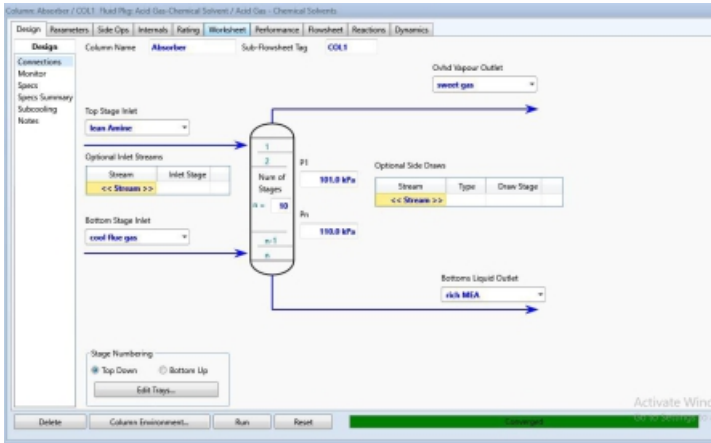 Column: Absorber / COL1 Fluid Pkg: Acid Gas-Chemical Solvent / Acid Gas - Chemical Solvents
Design Parameters Side Ops Internals Rating Worksheet Performance Flowsheet Reactions Dynamics
Design
Connections
Monitor
Specs
Specs Summary
Subcooling
Notes
Column Name Absorber Sub-Flowsheet Tag COL1
Ovhd Vapour Outlet
sweet gas
Top Stage Inlet
lean Amine
Optional Inlet Streams
Stream Inlet Stage
<< Stream >>
Bottom Stage Inlet
cool flue gas
1
2
Num of
Stages
n = 10
n-1
n
P1
101.0 kPa
Pn
110.0 kPa
Optional Side Draws
Stream Type Draw Stage
<< Stream >>
Bottoms Liquid Outlet
rich MEA
Stage Numbering
Top Down Bottom Up
Edit Trays...
Activate Wind
Go to Settings
Delete Column Environment... Run Reset Converged